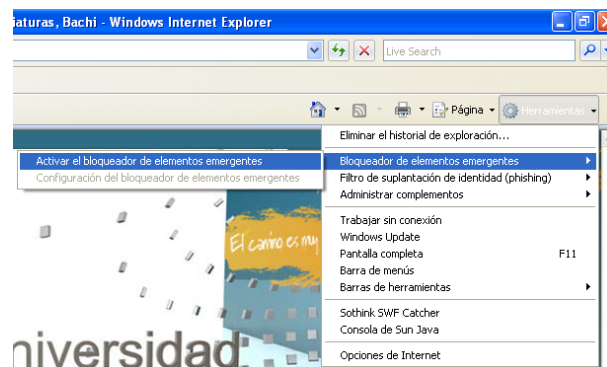 iaturas, Bachi - Windows Internet Explorer
Live Search
Página
Herramientas
Eliminar el historial de exploración...
Activar el bloqueador de elementos emergentes
Bloqueador de elementos emergentes
Configuración del bloqueador de elementos emergentes
Filtro de suplantación de identidad (phishing)
Administrar complementos
Trabajar sin conexión
Windows Update
Pantalla completa F11
Barra de menús
Barras de herramientas
Sothink SWF Catcher
Consola de Sun Java
Opciones de Internet
El camino es my
niversidad